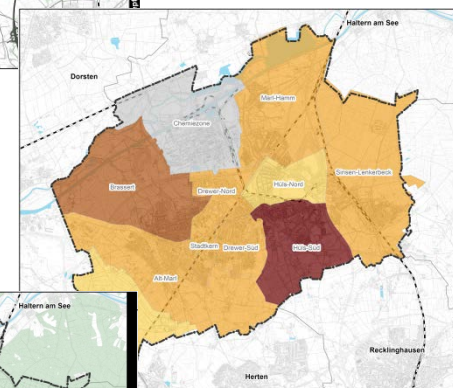 Haltern am See
Dorsten
Marl-Hamm
Chemiezone
Sinsen-Lenkerbeck
Hüls-Nord
Brassert
Drewer-Nord
Stadtkern
Drewer-Süd
Hüls-Süd
Alt-Marl
Haltern am See
Recklinghausen
Herten